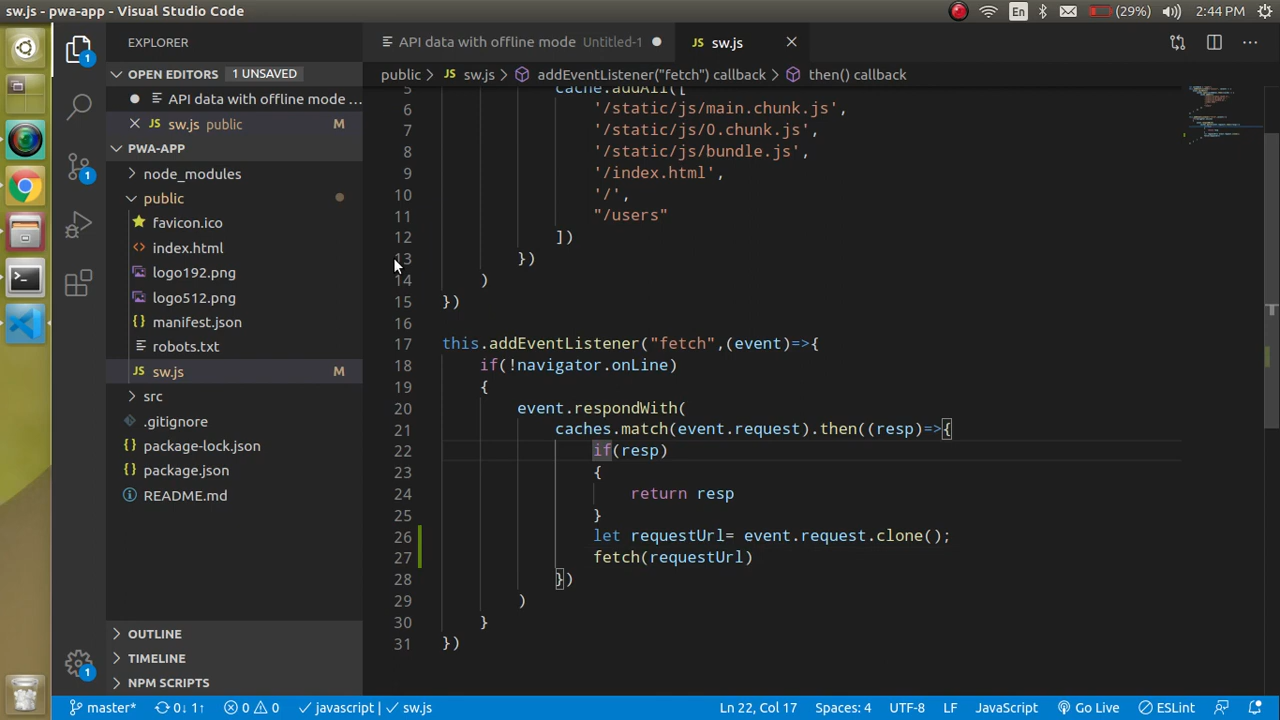 sw.js - pwa-app - Visual Studio Code
En
(29%)
2:44 PM
EXPLORER
API data with offline mode Untitled-1
sw.js
OPEN EDITORS 1 UNSAVED
public > sw.js > addEventListener("fetch") callback > then() callback
API data with offline mode ...
sw.js public M
PWA-APP
node_modules
public
favicon.ico
index.html
logo192.png
logo512.png
manifest.json
robots.txt
sw.js M
src
.gitignore
package-lock.json
package.json
README.md
OUTLINE
TIMELINE
NPM SCRIPTS
5 cache.addAll([
6 '/static/js/main.chunk.js',
7 '/static/js/0.chunk.js',
8 '/static/js/bundle.js',
9 '/index.html',
10 '/',
11 "/users"
12 ])
13 })
14 )
15 })
16
17 this.addEventListener("fetch",(event)=>{
18 if(!navigator.onLine)
19 {
20 event.respondWith(
21 caches.match(event.request).then((resp)=>{
22 if(resp)
23 {
24 return resp
25 }
26 let requestUrl= event.request.clone();
27 fetch(requestUrl)
28 })
29 )
30 }
31 })
1
1
1
master* 0↓ 1↑ 0 0 javascript | sw.js Ln 22, Col 17 Spaces: 4 UTF-8 LF JavaScript Go Live ESLint